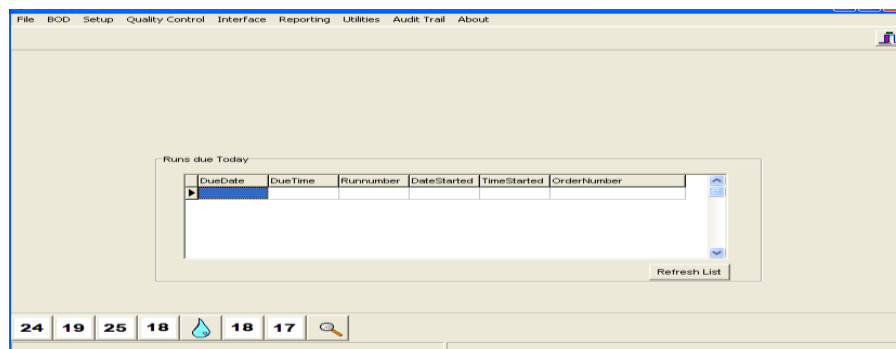 File BOD Setup Quality Control Interface Reporting Utilities Audit Trail About
Runs due Today
DueDate DueTime Runnumber DateStarted TimeStarted OrderNumber
Refresh List
24 19 25 18 18 17